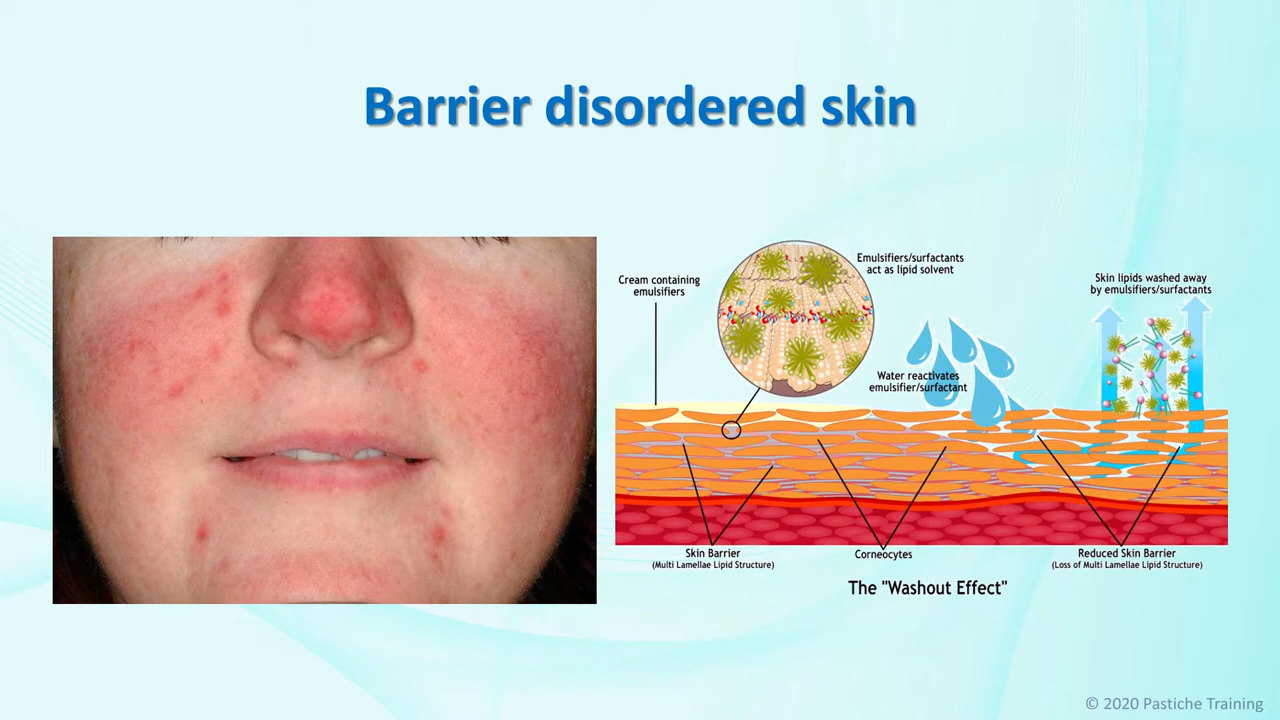 Barrier disordered skin
Cream containing
emulsifiers
Emulsifiers/surfactants
act as lipid solvent
Water reactivates
emulsifier/surfactant
Skin lipids washed away
by emulsifiers/surfactants
Skin Barrier
(Multi Lamellae Lipid Structure)
Corneocytes
Reduced Skin Barrier
(Loss of Multi Lamellae Lipid Structure)
The "Washout Effect"
© 2020 Pastiche Training